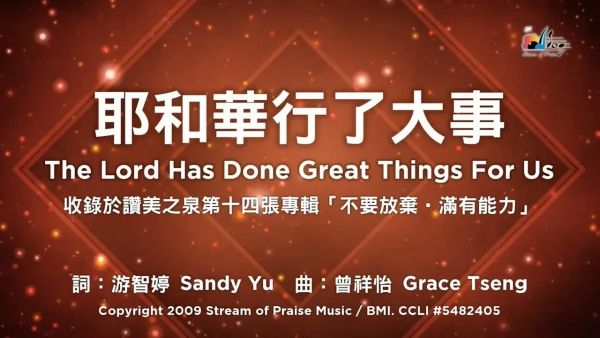 耶和華行了大事
The Lord Has Done Great Things For Us
收錄於讚美之泉第十四張專輯「不要放棄·滿有能力」
詞：游智婷 Sandy Yu 曲：曾祥怡 Grace Tseng
Copyright 2009 Stream of Praise Music / BMI. CCLI #5482405